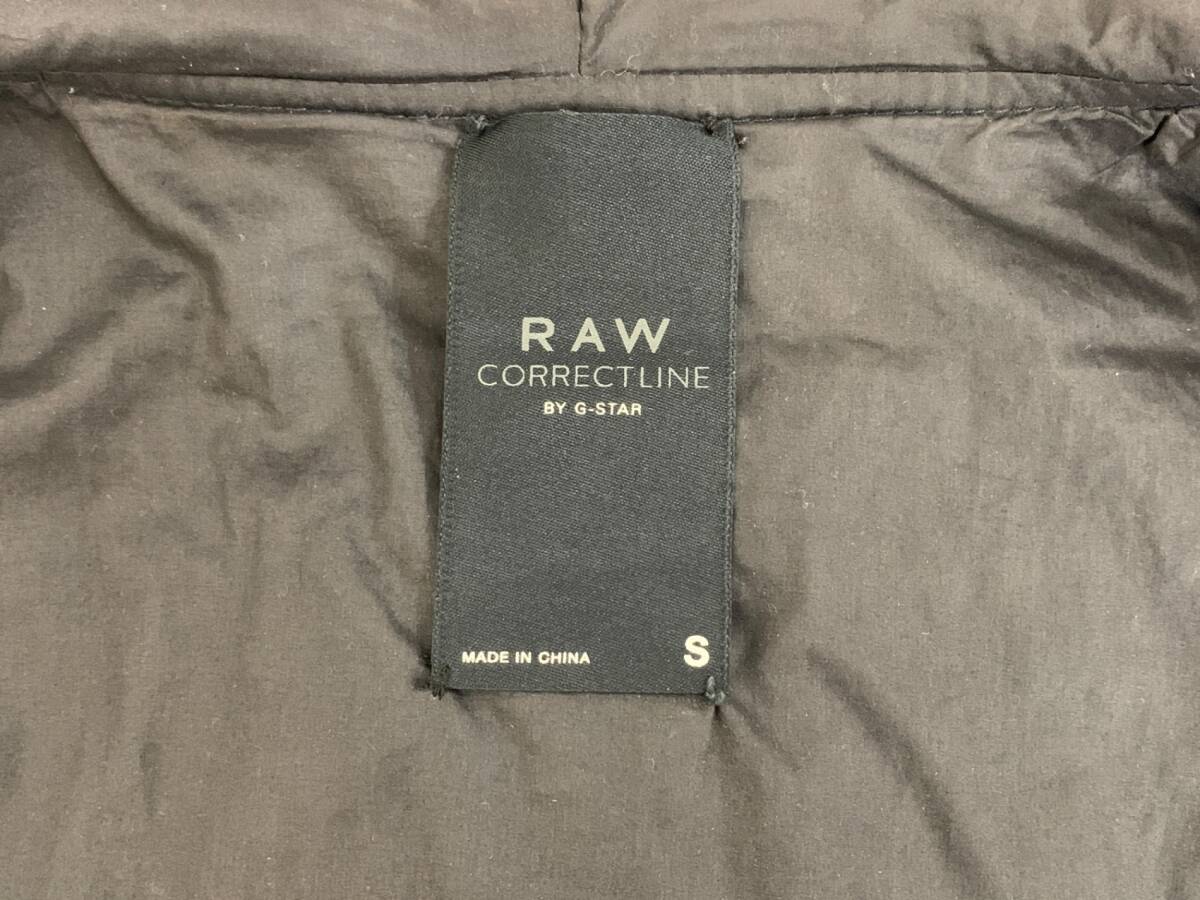 RAW
CORRECTLINE
BY G-STAR
MADE IN CHINA S